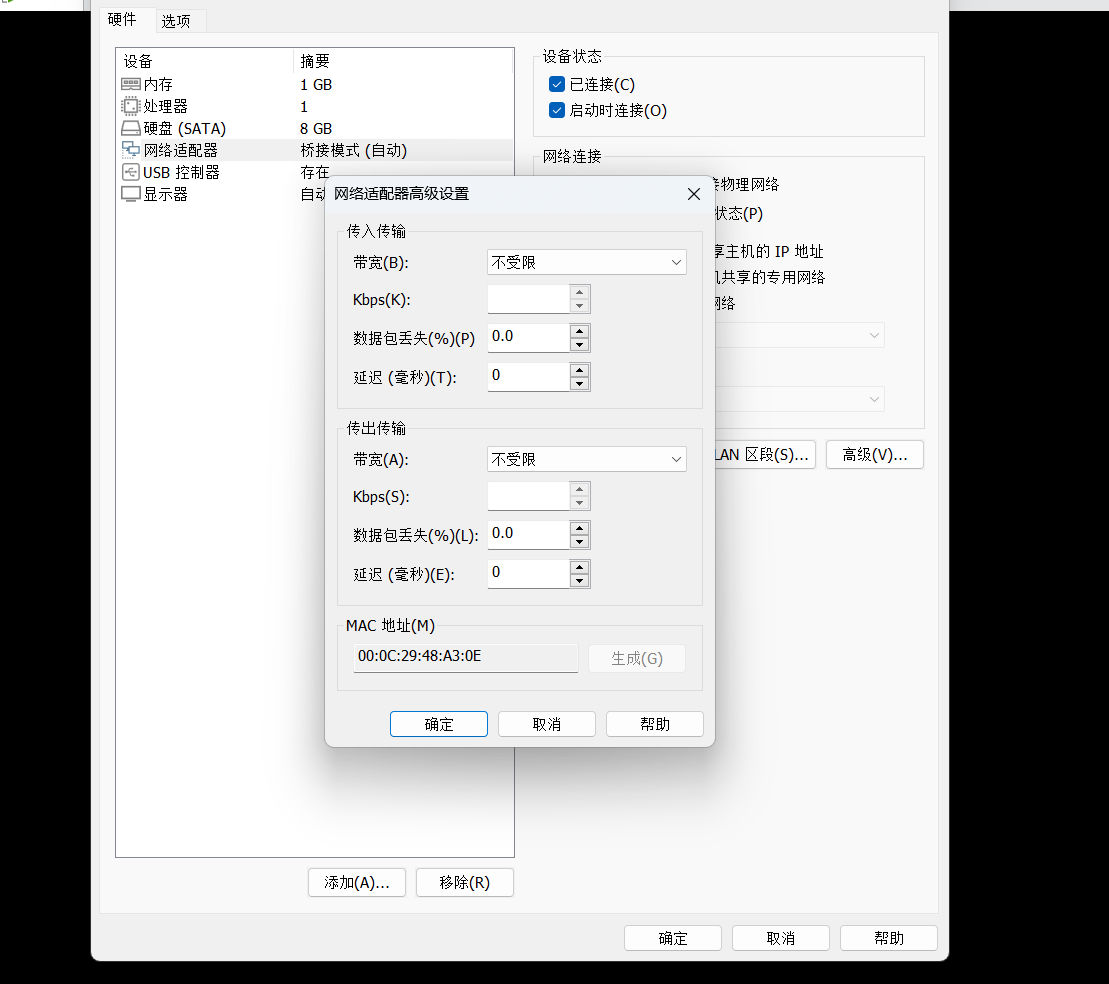 硬件 选项
设备 摘要
内存 1 GB
处理器 1
硬盘 (SATA) 8 GB
网络适配器 桥接模式 (自动)
USB 控制器 存在
显示器 自动
添加(A)... 移除(R)
设备状态
已连接(C)
启动时连接(O)
网络连接
物理网络
状态(P)
享主机的 IP 地址
机共享的专用网络
网络
LAN 区段(S)... 高级(V)...
网络适配器高级设置
传入传输
带宽(B): 不受限
Kbps(K):
数据包丢失(%)(P) 0.0
延迟 (毫秒)(T): 0
传出传输
带宽(A): 不受限
Kbps(S):
数据包丢失(%)(L): 0.0
延迟 (毫秒)(E): 0
MAC 地址(M)
00:0C:29:48:A3:0E 生成(G)
确定 取消 帮助
确定 取消 帮助